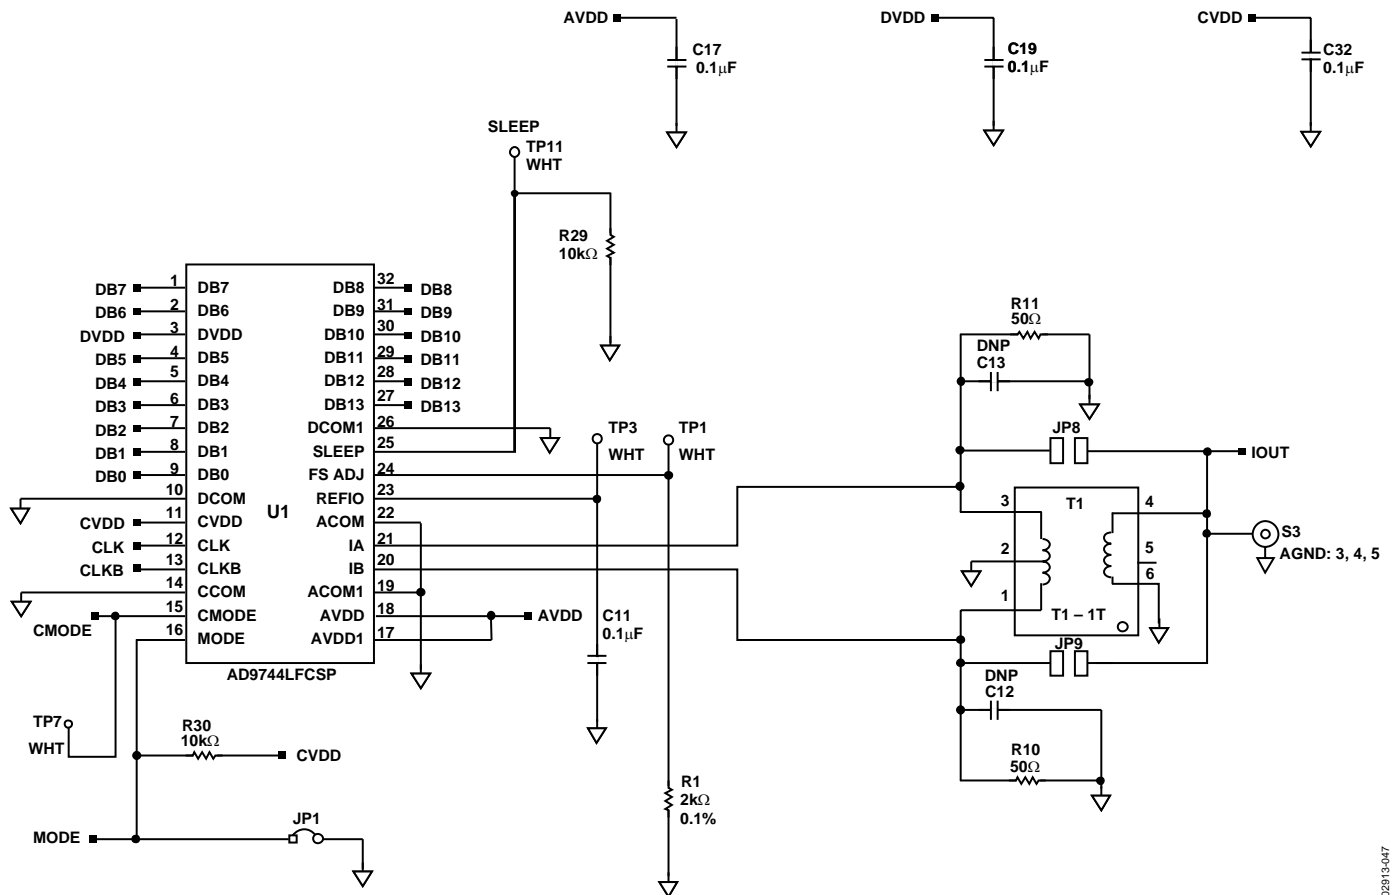 AVDD
C17
0.1µF
DVDD
C19
0.1µF
CVDD
C32
0.1µF
SLEEP
TP11
WHT
R29
10kΩ
DB7 1 DB7 DB8 32 DB8
DB6 2 DB6 DB9 31 DB9
DVDD 3 DVDD DB10 30 DB10
DB5 4 DB5 DB11 29 DB11
DB4 5 DB4 DB12 28 DB12
DB3 6 DB3 DB13 27 DB13
DB2 7 DB2 DCOM1 26
DB1 8 DB1 SLEEP 25
DB0 9 DB0 FS ADJ 24
10 DCOM REFIO 23
U1
CVDD 11 CVDD ACOM 22
CLK 12 CLK IA 21
CLKB 13 CLKB IB 20
14 CCOM ACOM1 19
CMODE 15 CMODE AVDD 18 AVDD
16 MODE AVDD1 17
AD9744LFCSP
TP3
WHT
TP1
WHT
C11
0.1µF
R1
2kΩ
0.1%
TP7
WHT
R30
10kΩ
CVDD
MODE
JP1
R11
50Ω
DNP
C13
JP8
IOUT
3 T1 4
2 5
6
1
T1 – 1T
S3
AGND: 3, 4, 5
JP9
DNP
C12
R10
50Ω
02913-047